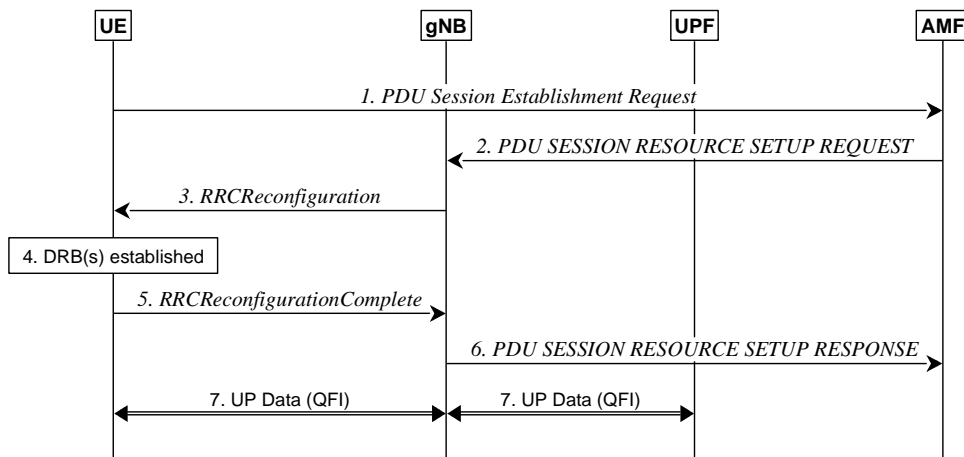 UE
gNB
UPF
AMF
1. PDU Session Establishment Request
2. PDU SESSION RESOURCE SETUP REQUEST
3. RRCReconfiguration
4. DRB(s) established
5. RRCReconfigurationComplete
6. PDU SESSION RESOURCE SETUP RESPONSE
7. UP Data (QFI)
7. UP Data (QFI)